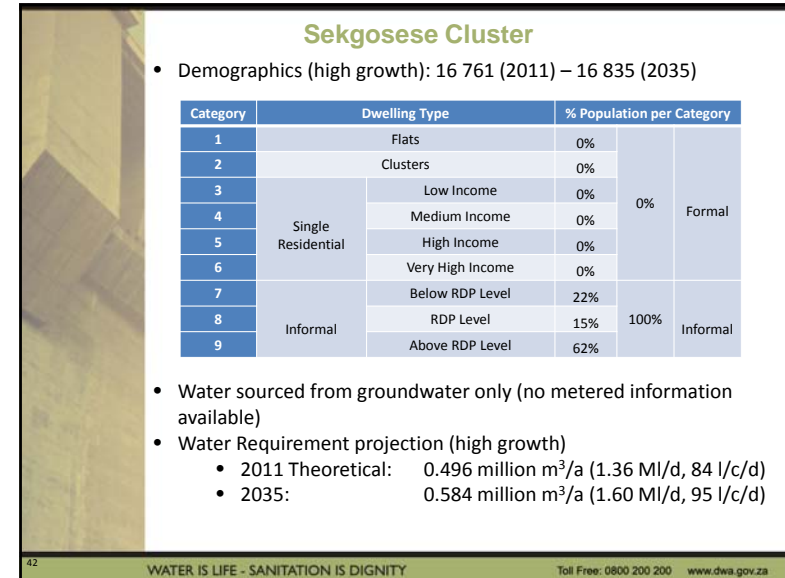 Sekgosese Cluster
• Demographics (high growth): 16 761 (2011) – 16 835 (2035)
Category Dwelling Type % Population per Category
1 Flats 0%
2 Clusters 0%
3 Low Income 0%
4 Medium Income 0%
5 High Income 0%
6 Very High Income 0%
Single
Residential
0% Formal
7 Below RDP Level 22%
8 RDP Level 15%
9 Above RDP Level 62%
Informal
100% Informal
• Water sourced from groundwater only (no metered information
available)
• Water Requirement projection (high growth)
• 2011 Theoretical: 0.496 million m³/a (1.36 Ml/d, 84 l/c/d)
• 2035: 0.584 million m³/a (1.60 Ml/d, 95 l/c/d)
42
WATER IS LIFE - SANITATION IS DIGNITY Toll Free: 0800 200 200 www.dwa.gov.za